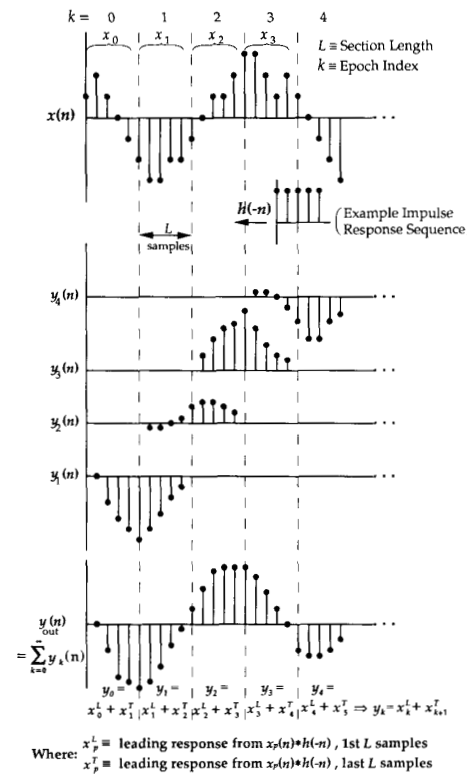 k = 0 1 2 3 4
x₀ x₁ x₂ x₃
L ≡ Section Length
k ≡ Epoch Index
x(n)
h(-n)
Example Impulse
Response Sequence
L
samples
y₄(n)
y₃(n)
y₂(n)
y₁(n)
y(n)
out
= ∑ yₖ(n)
k=0
y₀ = y₁ = y₂ = y₃ = y₄ =
x₀ᴸ + x₁ᵀ x₁ᴸ + x₂ᵀ x₂ᴸ + x₃ᵀ x₃ᴸ + x₄ᵀ x₄ᴸ + x₅ᵀ ⇒ yₖ = xₖᴸ + xₖ₊₁ᵀ
Where: xₚᴸ ≡ leading response from xₚ(n)*h(-n) , 1st L samples
xₚᵀ ≡ leading response from xₚ(n)*h(-n) , last L samples